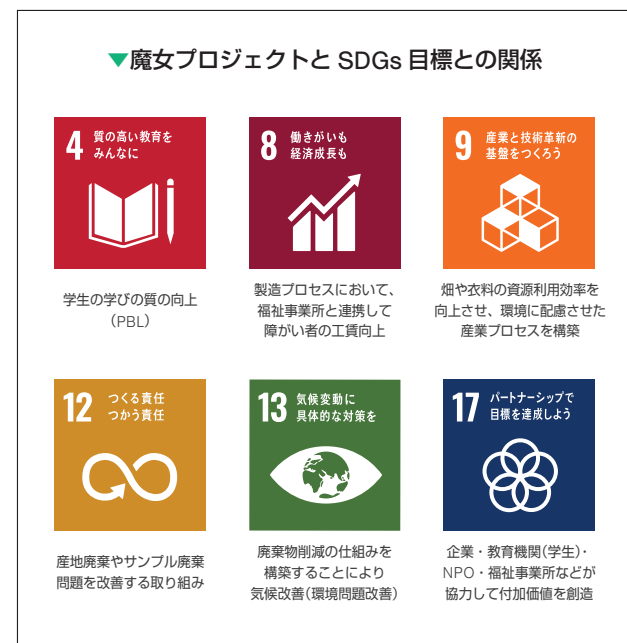 ▼魔女プロジェクトと SDGs 目標との関係
4 質の高い教育を
みんなに
8 働きがいも
経済成長も
9 産業と技術革新の
基盤をつくろう
学生の学びの質の向上
(PBL)
製造プロセスにおいて、
福祉事業所と連携して
障がい者の工賃向上
畑や衣料の資源利用効率を
向上させ、環境に配慮させた
産業プロセスを構築
12 つくる責任
つかう責任
13 気候変動に
具体的な対策を
17 パートナーシップで
目標を達成しよう
産地廃棄やサンプル廃棄
問題を改善する取り組み
廃棄物削減の仕組みを
構築することにより
気候改善(環境問題改善)
企業・教育機関(学生)・
NPO・福祉事業所などが
協力して付加価値を創造